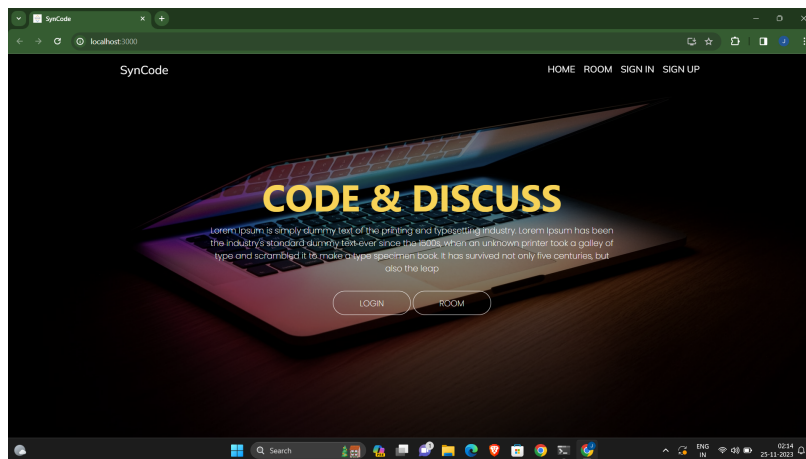 SynCode
localhost:3000
SynCode
HOME ROOM SIGN IN SIGN UP
CODE & DISCUSS
Lorem Ipsum is simply dummy text of the printing and typesetting industry. Lorem Ipsum has been
the industry's standard dummy text ever since the 1500s, when an unknown printer took a galley of
type and scrambled it to make a type specimen book. It has survived not only five centuries, but
also the leap
LOGIN ROOM
Search
ENG
IN
02:14
25-11-2023